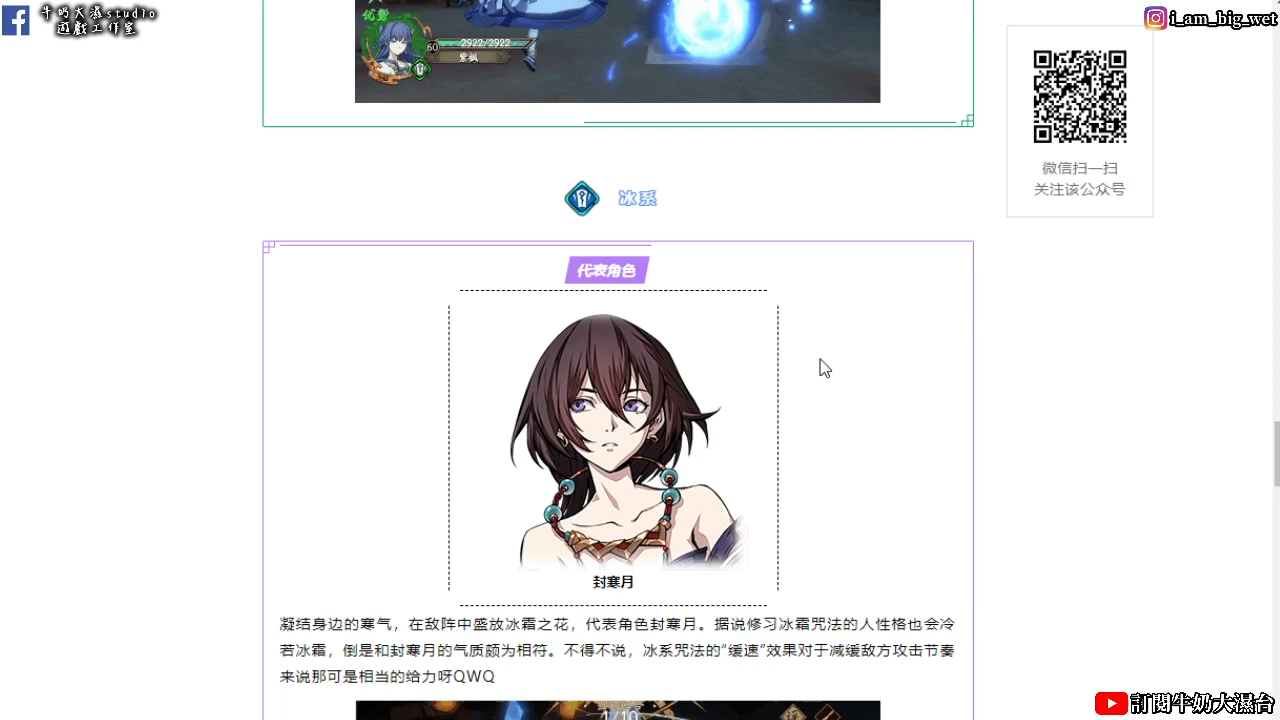 牛奶大濕studio
遊戲工作室
i_am_big_wet
优势
60
2922/2922
紫枫
微信扫一扫
关注该公众号
冰系
代表角色
封寒月
凝结身边的寒气，在敌阵中盛放冰霜之花，代表角色封寒月。据说修习冰霜咒法的人性格也会冷
若冰霜，倒是和封寒月的气质颇为相符。不得不说，冰系咒法的“缓速”效果对于减缓敌方攻击节奏
来说那可是相当的给力呀QWQ
1/10
訂閱牛奶大濕台